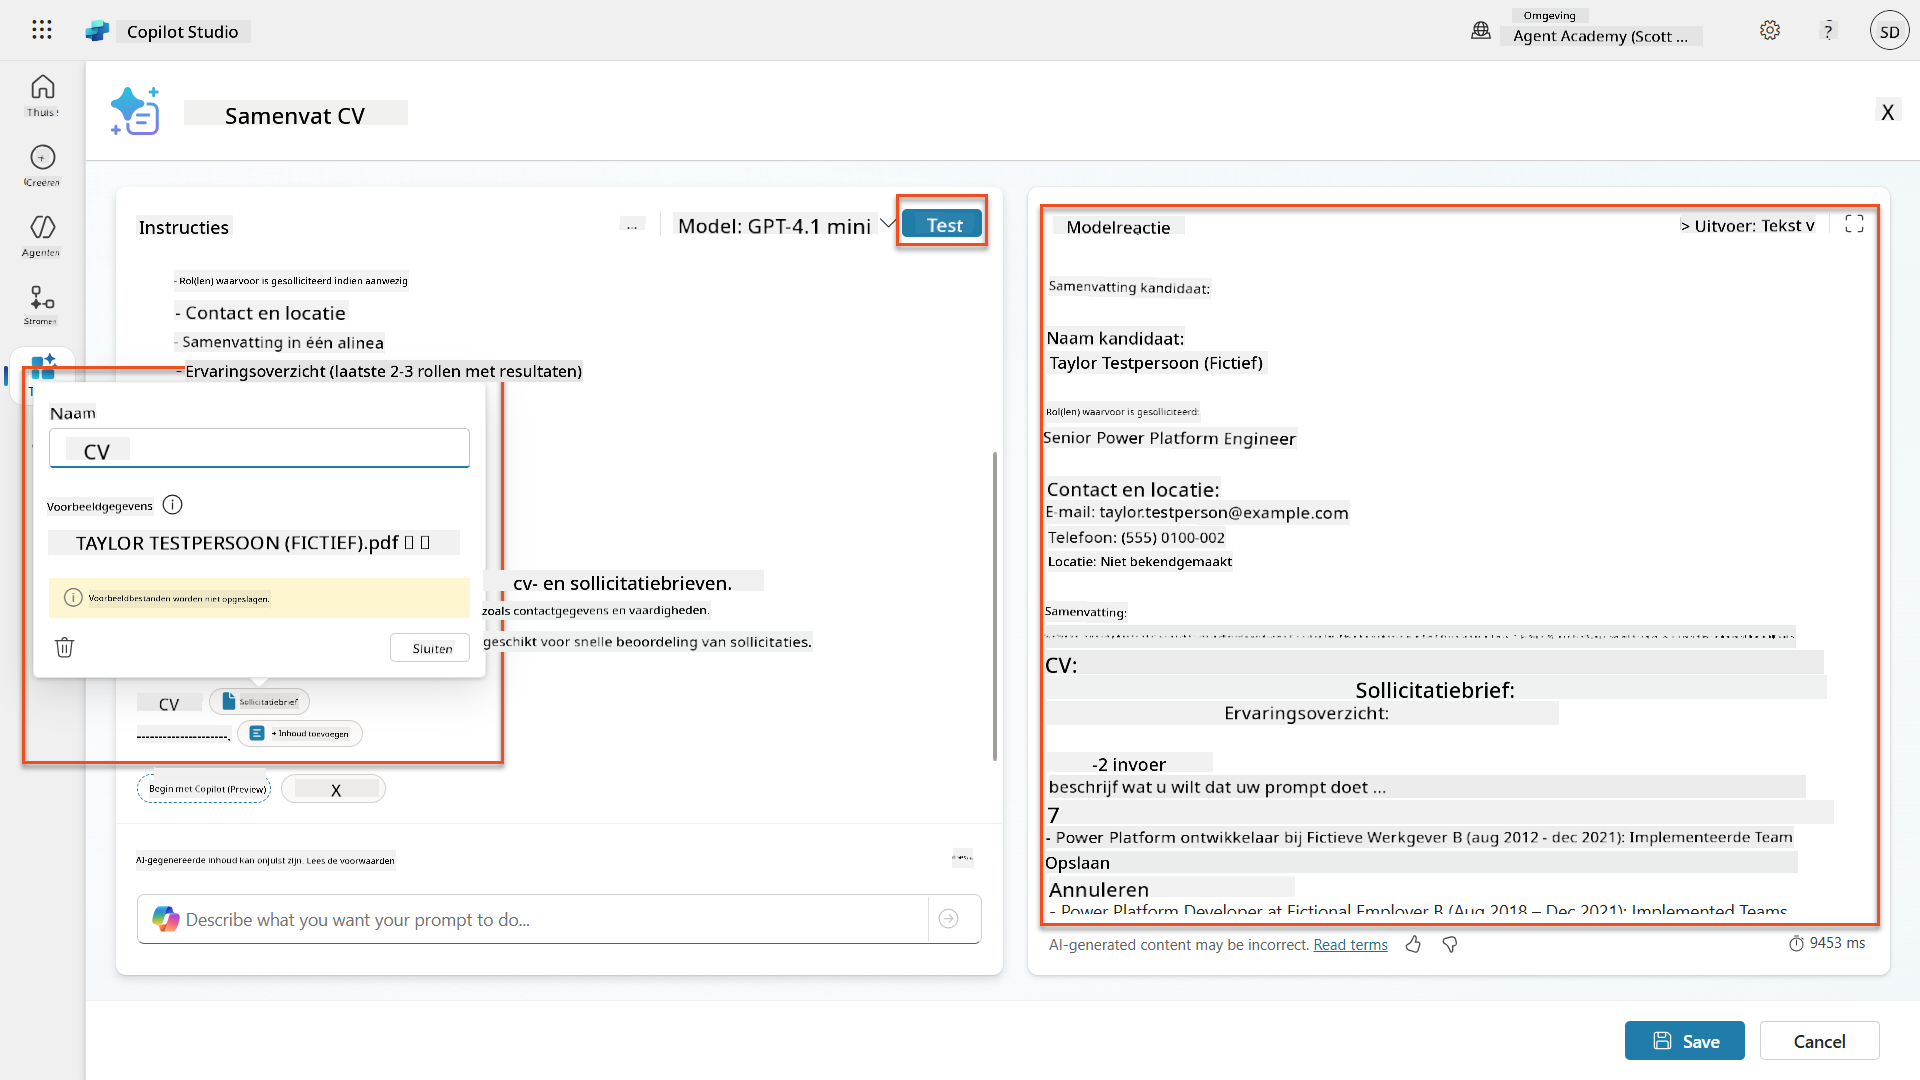 Copilot Studio
Omgeving
Agent Academy (Scott ...
?
SD
Thuis
Creëren
Agenten
Stromen
Samenvat CV
X
Instructies
...
Model: GPT-4.1 mini
Test
- Rol(len) waarvoor is gesolliciteerd indien aanwezig
- Contact en locatie
- Samenvatting in één alinea
- Ervaringsoverzicht (laatste 2-3 rollen met resultaten)
Naam
CV
Voorbeeldgegevens
TAYLOR TESTPERSOON (FICTIEF).pdf
Voorbeeldbestanden worden niet opgeslagen.
Sluiten
cv- en sollicitatiebrieven.
zoals contactgegevens en vaardigheden.
geschikt voor snelle beoordeling van sollicitaties.
CV
Sollicitatiebrief
---------------------.
+ Inhoud toevoegen
Begin met Copilot (Preview)
X
AI-gegenereerde inhoud kan onjuist zijn. Lees de voorwaarden
Describe what you want your prompt to do...
Modelreactie
> Uitvoer: Tekst v
Samenvatting kandidaat:
Naam kandidaat:
Taylor Testpersoon (Fictief)
Rol(len) waarvoor is gesolliciteerd:
Senior Power Platform Engineer
Contact en locatie:
E-mail: taylor.testperson@example.com
Telefoon: (555) 0100-002
Locatie: Niet bekendgemaakt
Samenvatting:
CV:
Sollicitatiebrief:
Ervaringsoverzicht:
-2 invoer
beschrijf wat u wilt dat uw prompt doet ...
7
- Power Platform ontwikkelaar bij Fictieve Werkgever B (aug 2012 - dec 2021): Implementeerde Team
Opslaan
Annuleren
- Power Platform Developer at Fictional Employer B (Aug 2018 – Dec 2021): Implemented Teams
AI-generated content may be incorrect. Read terms
9453 ms
Save
Cancel